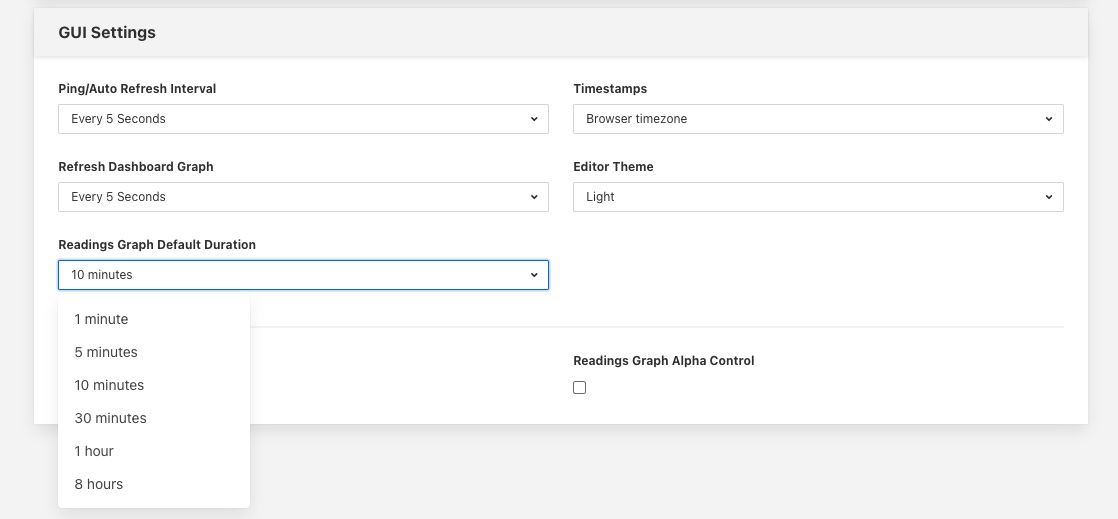 GUI Settings
Ping/Auto Refresh Interval
Every 5 Seconds
Timestamps
Browser timezone
Refresh Dashboard Graph
Every 5 Seconds
Editor Theme
Light
Readings Graph Default Duration
10 minutes
1 minute
5 minutes
10 minutes
30 minutes
1 hour
8 hours
Readings Graph Alpha Control